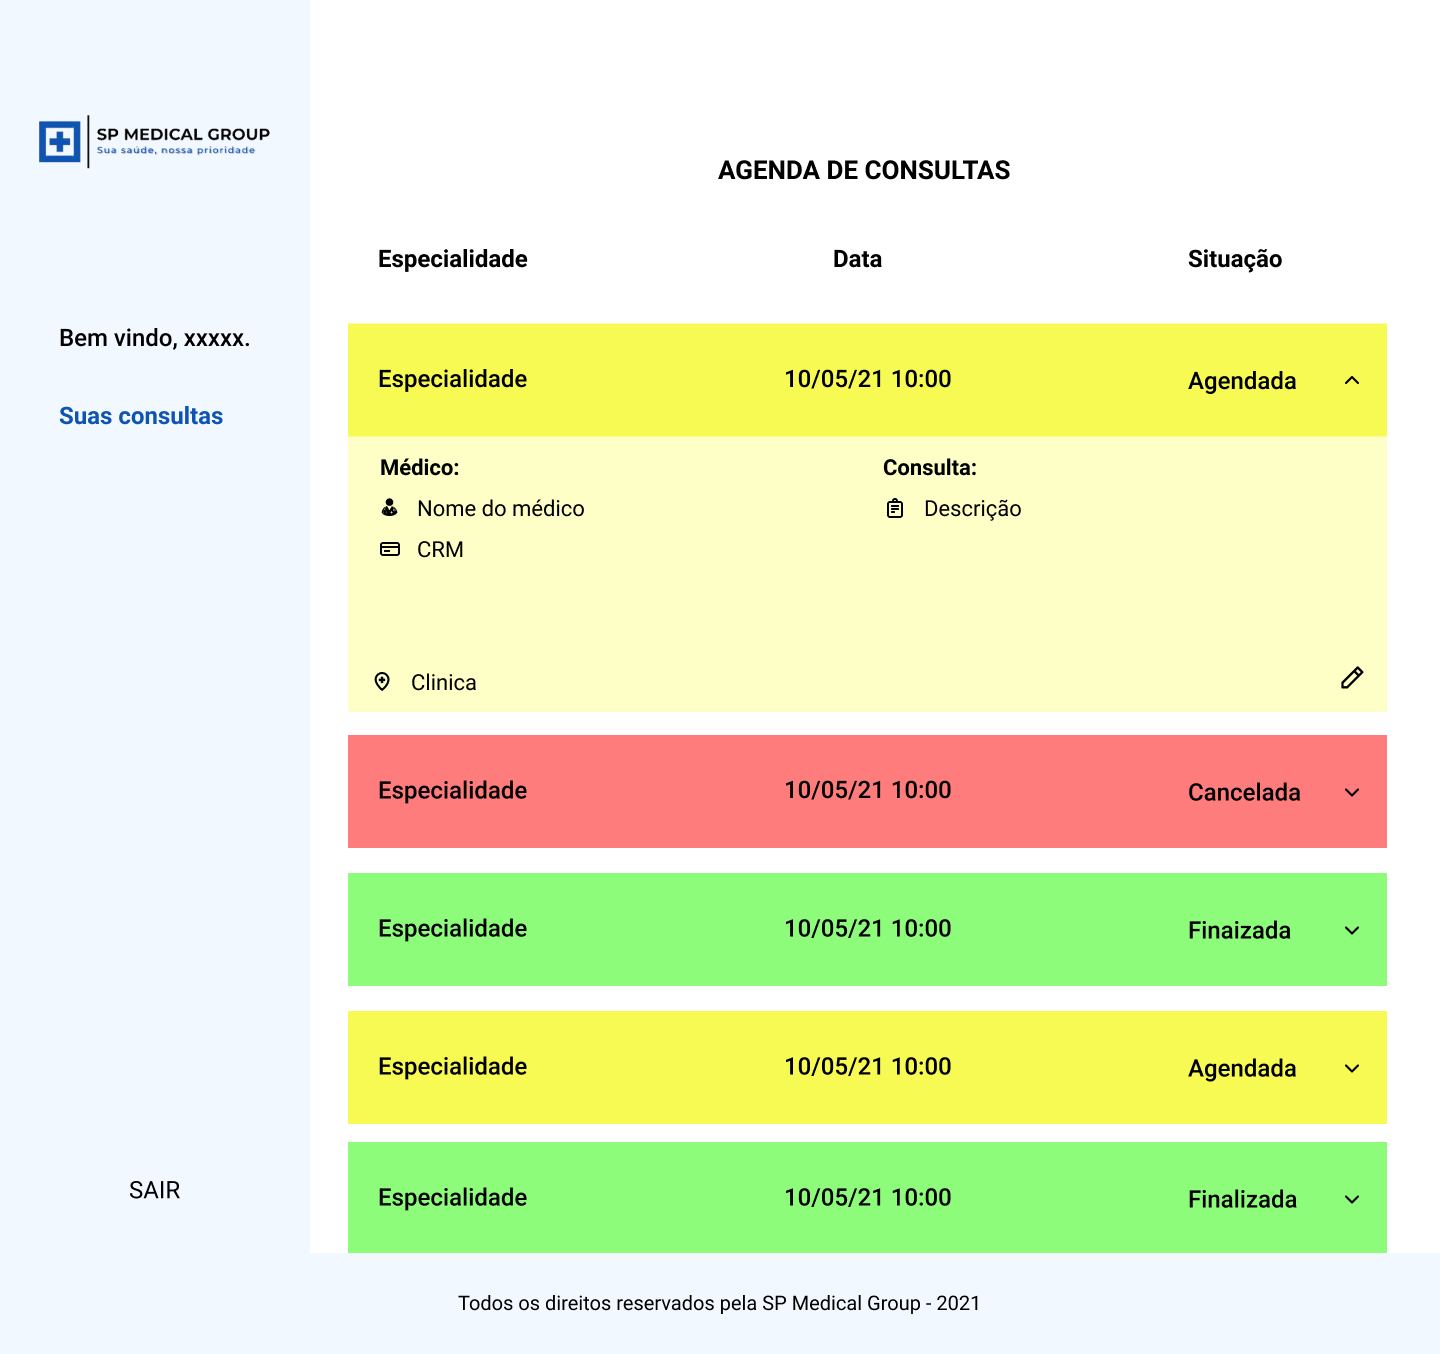 SP MEDICAL GROUP
Sua saúde, nossa prioridade
Bem vindo, xxxxx.
Suas consultas
SAIR
AGENDA DE CONSULTAS
Especialidade Data Situação
Especialidade 10/05/21 10:00 Agendada
Médico: Consulta:
Nome do médico Descrição
CRM
Clinica
Especialidade 10/05/21 10:00 Cancelada
Especialidade 10/05/21 10:00 Finaizada
Especialidade 10/05/21 10:00 Agendada
Especialidade 10/05/21 10:00 Finalizada
Todos os direitos reservados pela SP Medical Group - 2021